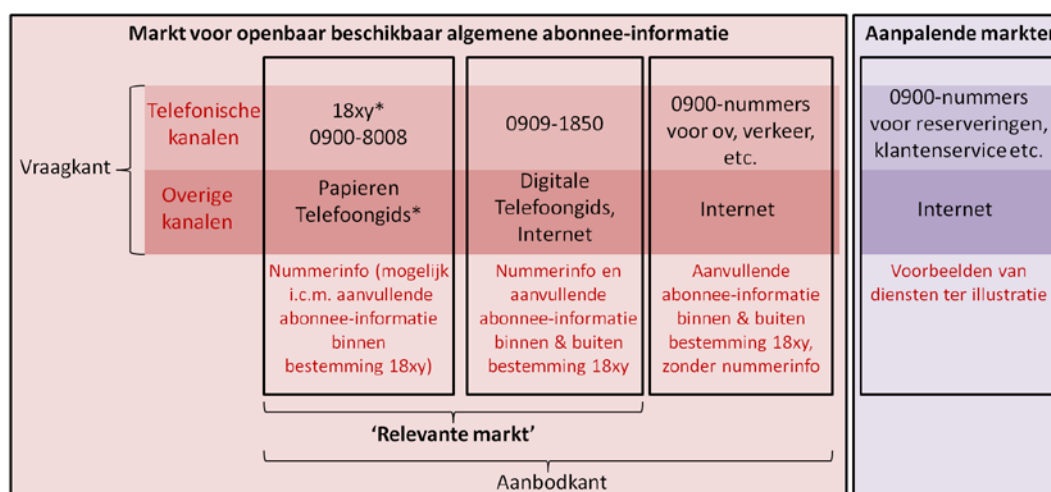 Markt voor openbaar beschikbaar algemene abonnee-informatie
Aanpalende markten
Vraagkant
Telefonische
kanalen
18xy*
0900-8008
0909-1850
0900-nummers
voor ov, verkeer,
etc.
0900-nummers
voor reserveringen,
klantenservice etc.
Overige
kanalen
Papieren
Telefoongids*
Digitale
Telefoongids,
Internet
Internet
Internet
Nummerinfo (mogelijk
i.c.m. aanvullende
abonnee-informatie
binnen
bestemming 18xy)
Nummerinfo en
aanvullende
abonnee-informatie
binnen & buiten
bestemming 18xy
Aanvullende
abonnee-informatie
binnen & buiten
bestemming 18xy,
zonder nummerinfo
Voorbeelden van
diensten ter illustratie
‘Relevante markt’
Aanbodkant